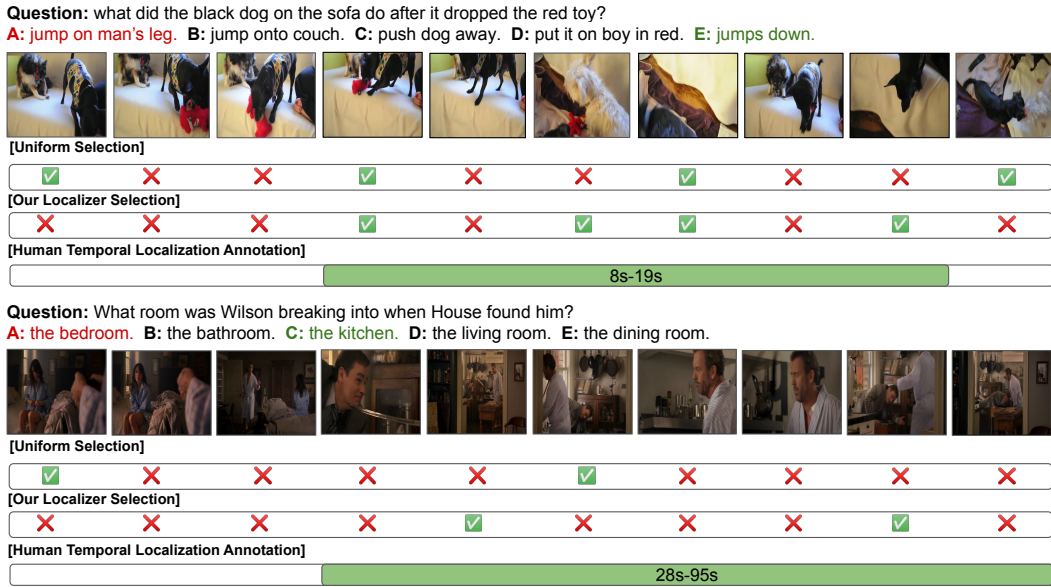 Question: what did the black dog on the sofa do after it dropped the red toy?
A: jump on man's leg. B: jump onto couch. C: push dog away. D: put it on boy in red. E: jumps down.
[Uniform Selection]
[Our Localizer Selection]
[Human Temporal Localization Annotation]
8s-19s
Question: What room was Wilson breaking into when House found him?
A: the bedroom. B: the bathroom. C: the kitchen. D: the living room. E: the dining room.
[Uniform Selection]
[Our Localizer Selection]
[Human Temporal Localization Annotation]
28s-95s